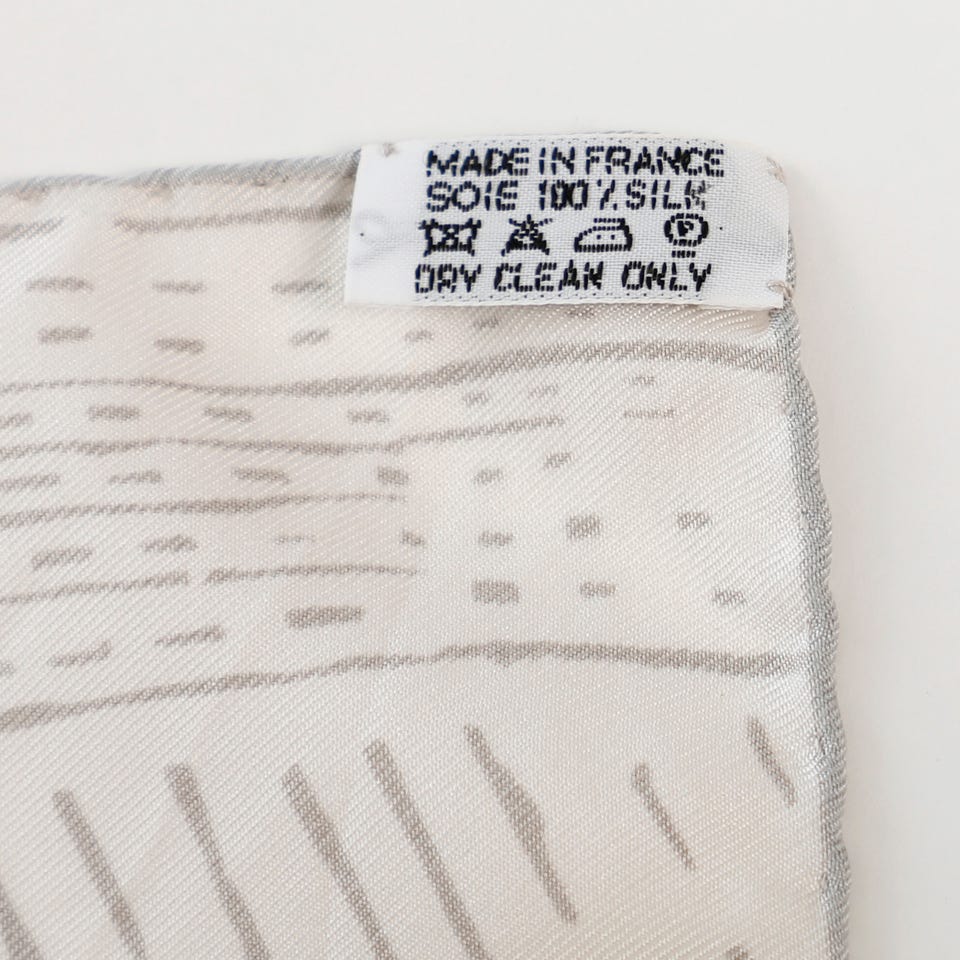 MADE IN FRANCE
SOIE 100% SILK
P
DRY CLEAN ONLY